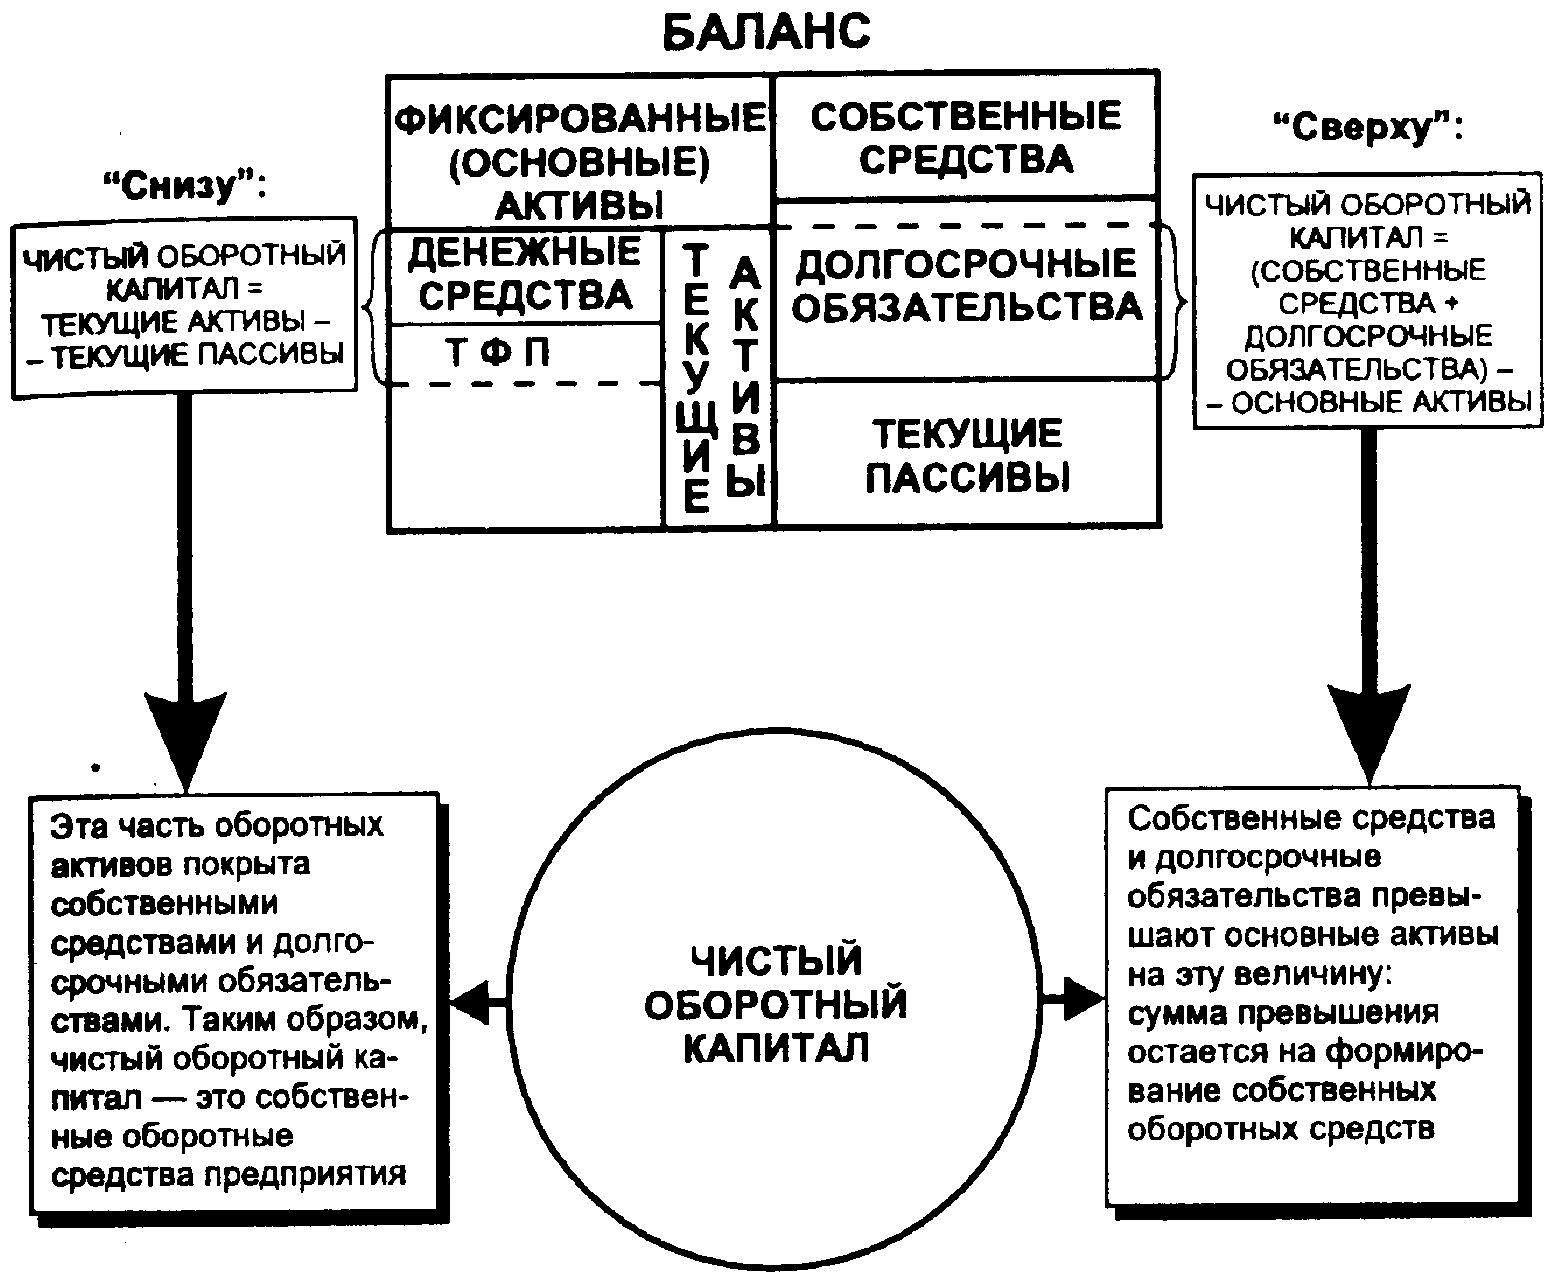 БАЛАНС
ФИКСИРОВАННЫЕ
(ОСНОВНЫЕ)
АКТИВЫ
СОБСТВЕННЫЕ
СРЕДСТВА
“Снизу”:
ЧИСТЫЙ ОБОРОТНЫЙ
КАПИТАЛ =
ТЕКУЩИЕ АКТИВЫ –
– ТЕКУЩИЕ ПАССИВЫ
ДЕНЕЖНЫЕ
СРЕДСТВА
ТФП
ТЕКУЩИЕ
АКТИВЫ
ДОЛГОСРОЧНЫЕ
ОБЯЗАТЕЛЬСТВА
ТЕКУЩИЕ
ПАССИВЫ
“Сверху”:
ЧИСТЫЙ ОБОРОТНЫЙ
КАПИТАЛ =
(СОБСТВЕННЫЕ
СРЕДСТВА +
ДОЛГОСРОЧНЫЕ
ОБЯЗАТЕЛЬСТВА) –
– ОСНОВНЫЕ АКТИВЫ
Эта часть оборотных
активов покрыта
собственными
средствами и долго-
срочными обязатель-
ствами. Таким образом,
чистый оборотный ка-
питал — это собствен-
ные оборотные
средства предприятия
ЧИСТЫЙ
ОБОРОТНЫЙ
КАПИТАЛ
Собственные средства
и долгосрочные
обязательства превы-
шают основные активы
на эту величину:
сумма превышения
остается на формиро-
вание собственных
оборотных средств